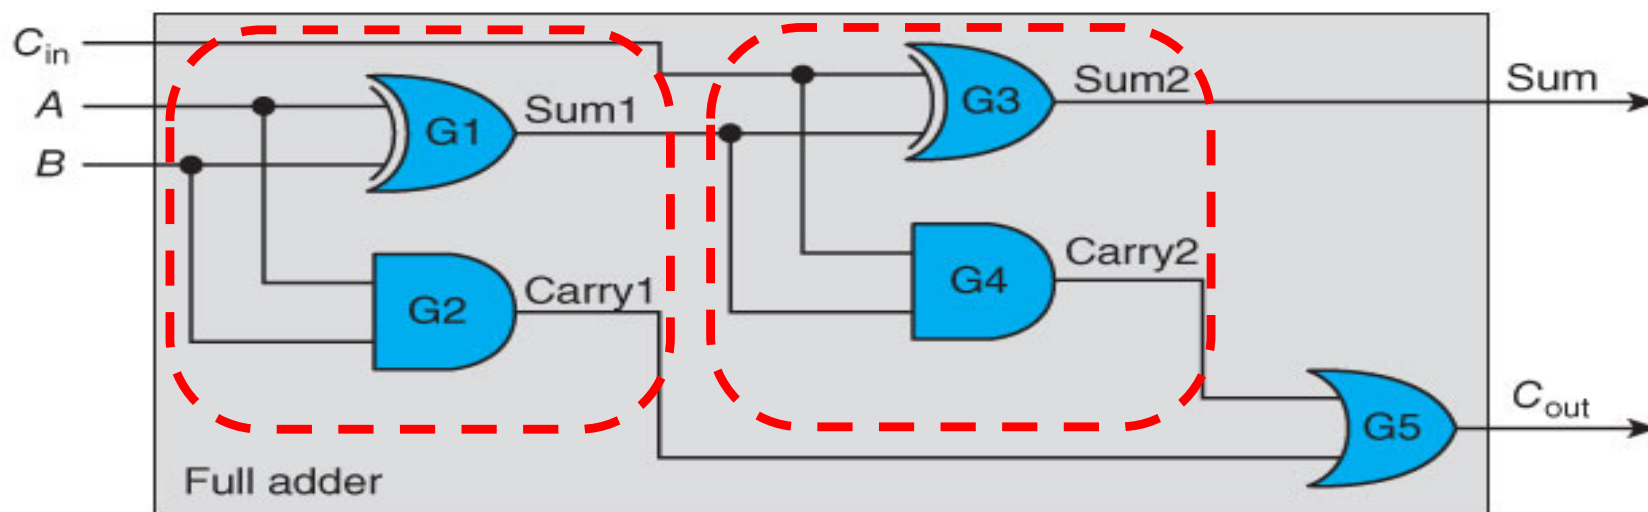 Cin
A
B
G1
Sum1
G2
Carry1
G3
Sum2
G4
Carry2
G5
Sum
Cout
Full adder